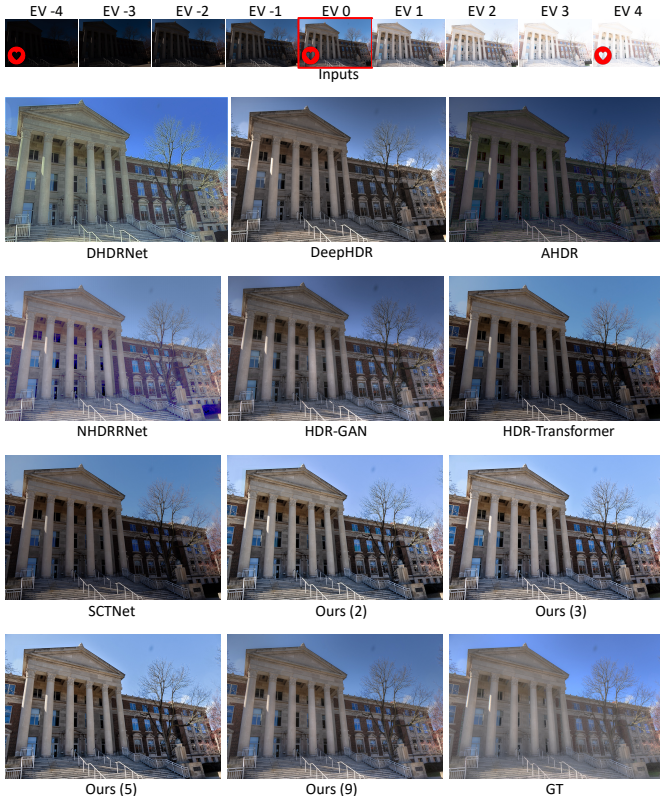 EV -4 EV -3 EV -2 EV -1 EV 0 EV 1 EV 2 EV 3 EV 4
Inputs
DHDRNet DeepHDR AHDR
NHDRRNet HDR-GAN HDR-Transformer
SCTNet Ours (2) Ours (3)
Ours (5) Ours (9) GT